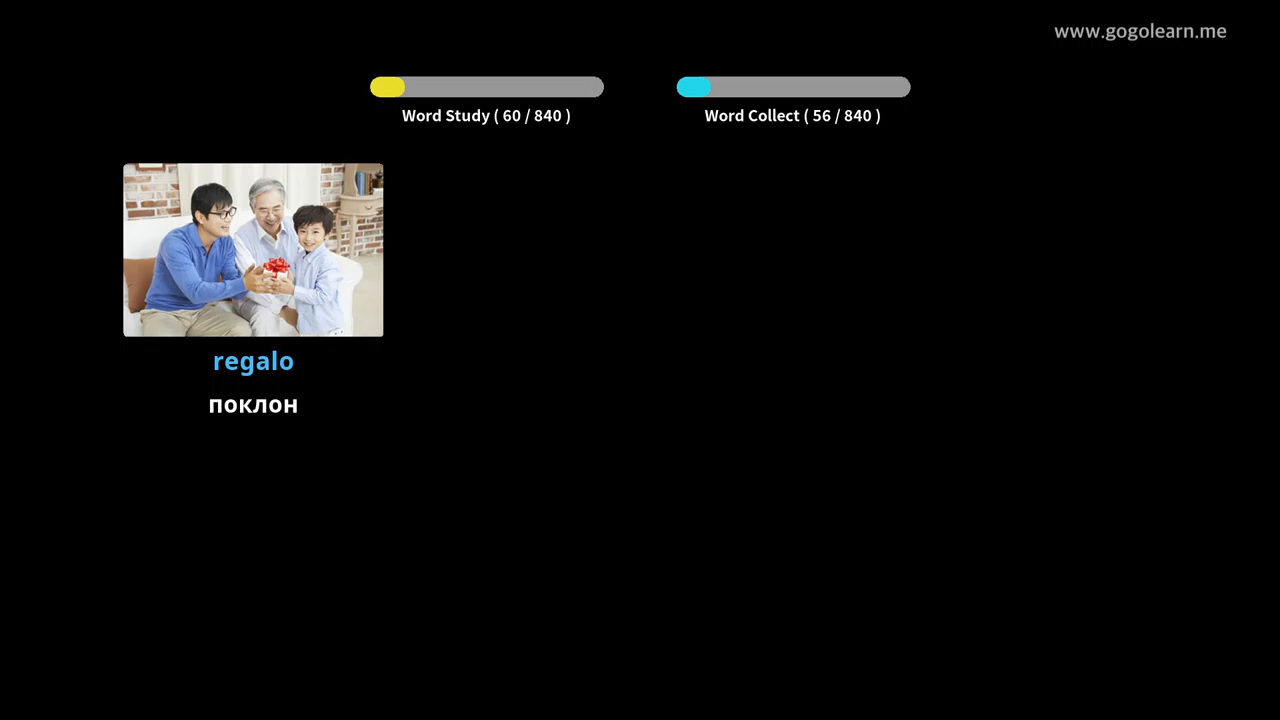 www.gogolearn.me
Word Study ( 60 / 840 )
Word Collect ( 56 / 840 )
regalo
поклон